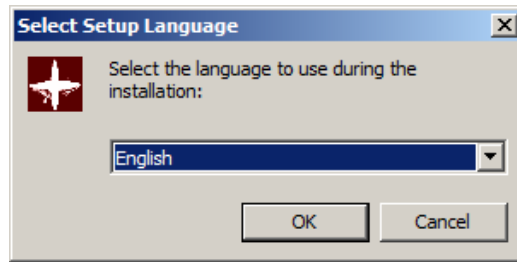 Select Setup Language
Select the language to use during the
installation:
English
OK
Cancel